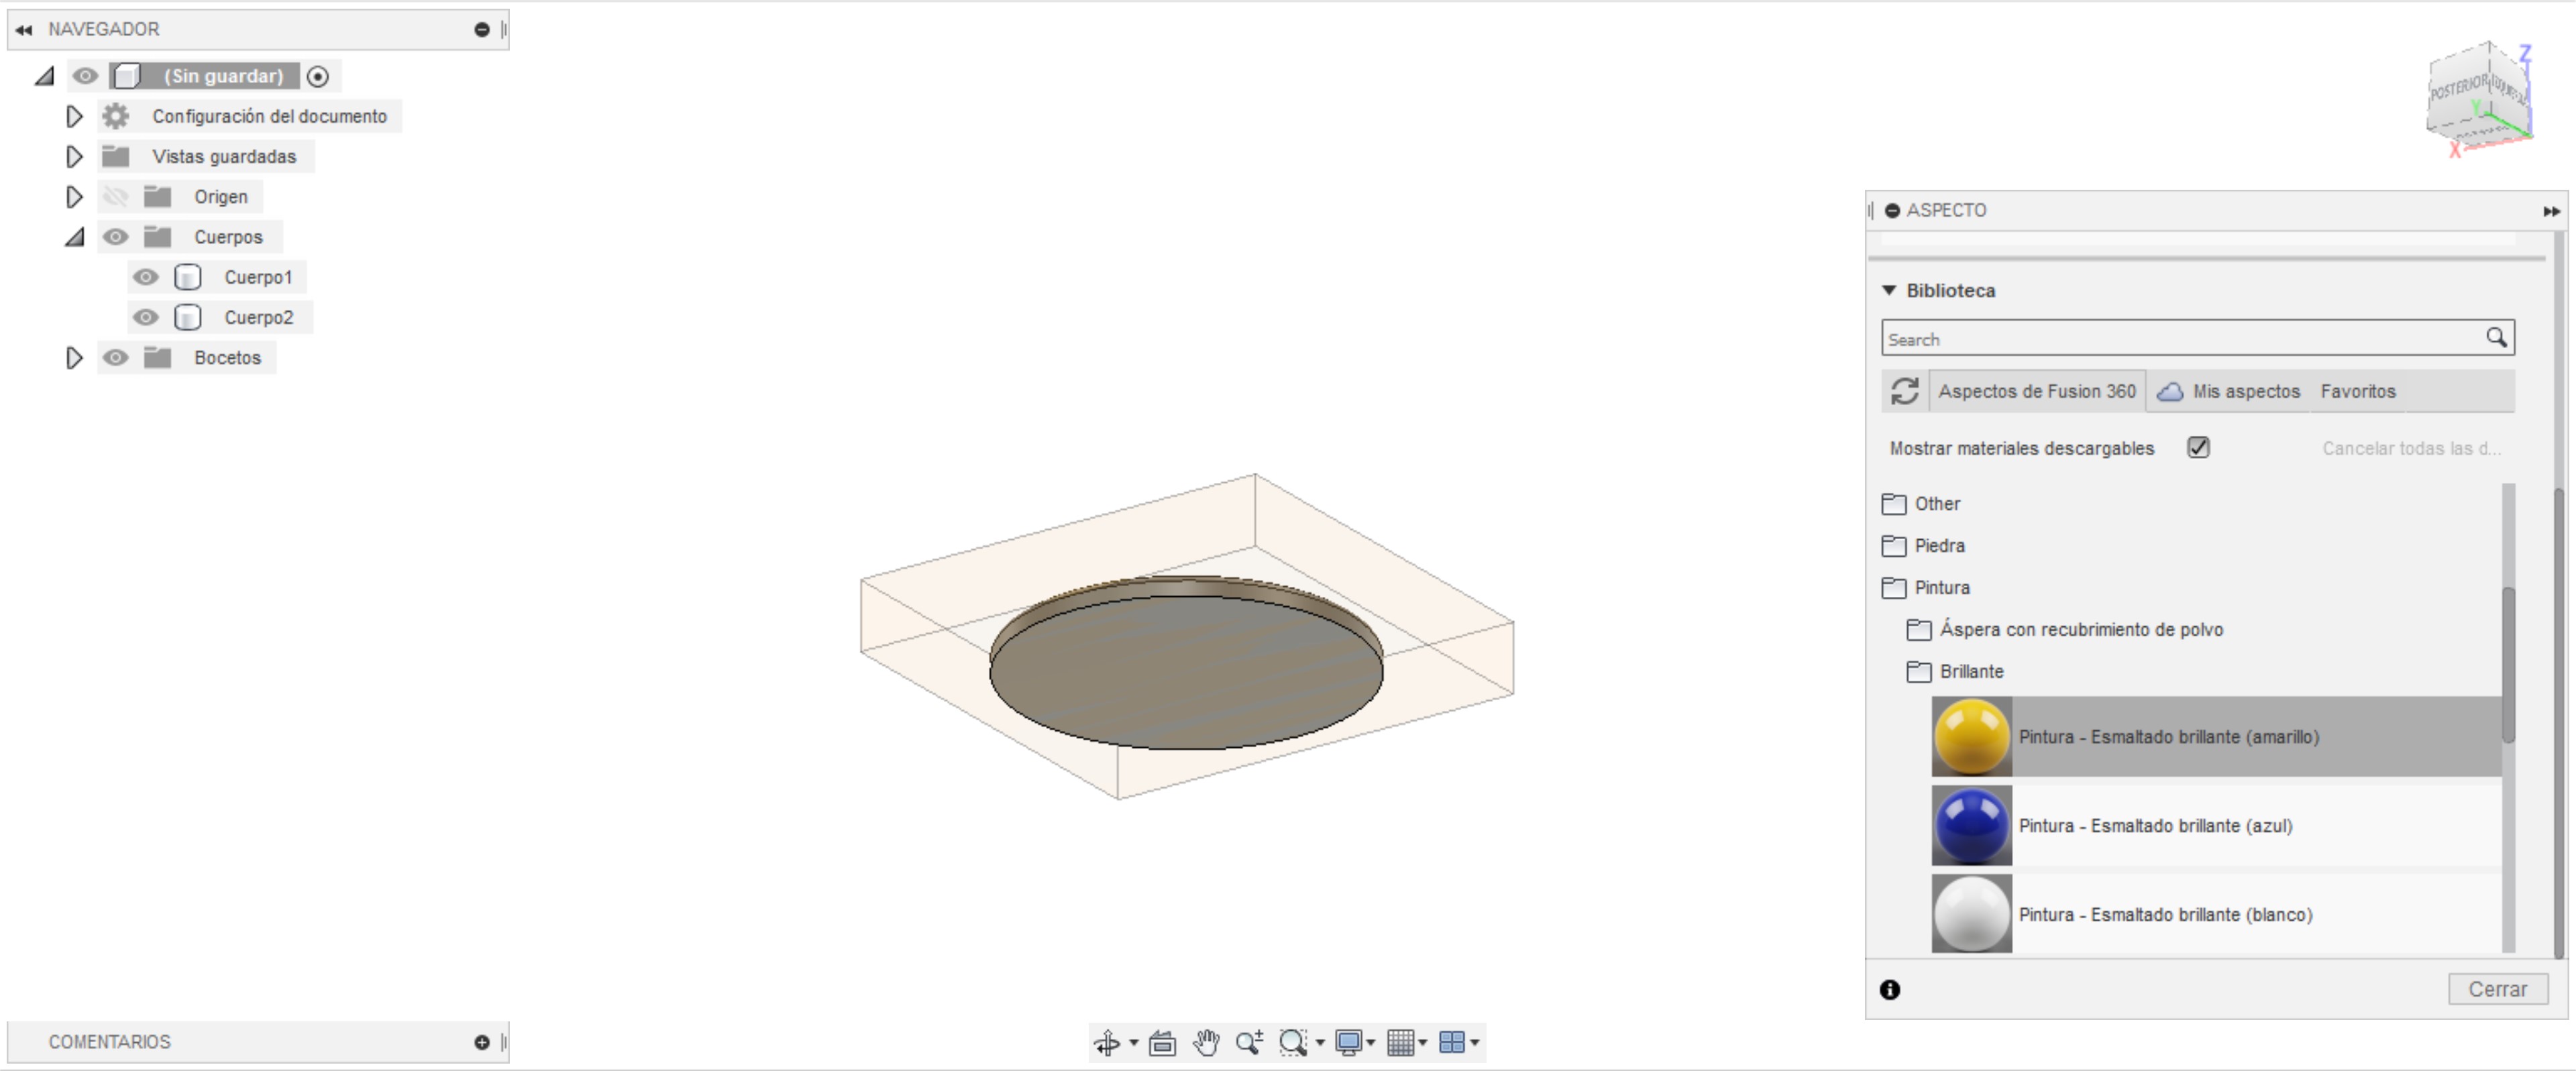 NAVEGADOR
(Sin guardar)
Configuración del documento
Vistas guardadas
Origen
Cuerpos
Cuerpo1
Cuerpo2
Bocetos
COMENTARIOS
Z
POSTERIOR
Y
X
ASPECTO
Biblioteca
Search
Aspectos de Fusion 360 Mis aspectos Favoritos
Mostrar materiales descargables Cancelar todas las d...
Other
Piedra
Pintura
Áspera con recubrimiento de polvo
Brillante
Pintura - Esmaltado brillante (amarillo)
Pintura - Esmaltado brillante (azul)
Pintura - Esmaltado brillante (blanco)
Cerrar